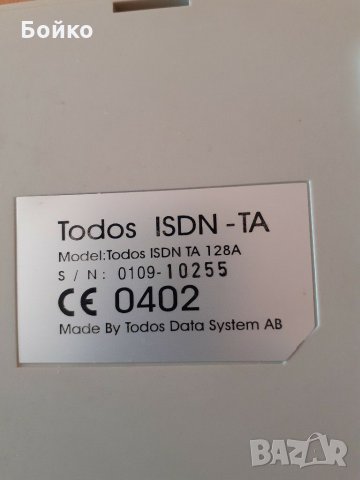 Бойко
Todos ISDN-TA
Model:Todos ISDN TA 128A
S / N: 0109-10255
CE 0402
Made By Todos Data System AB
BAZAR